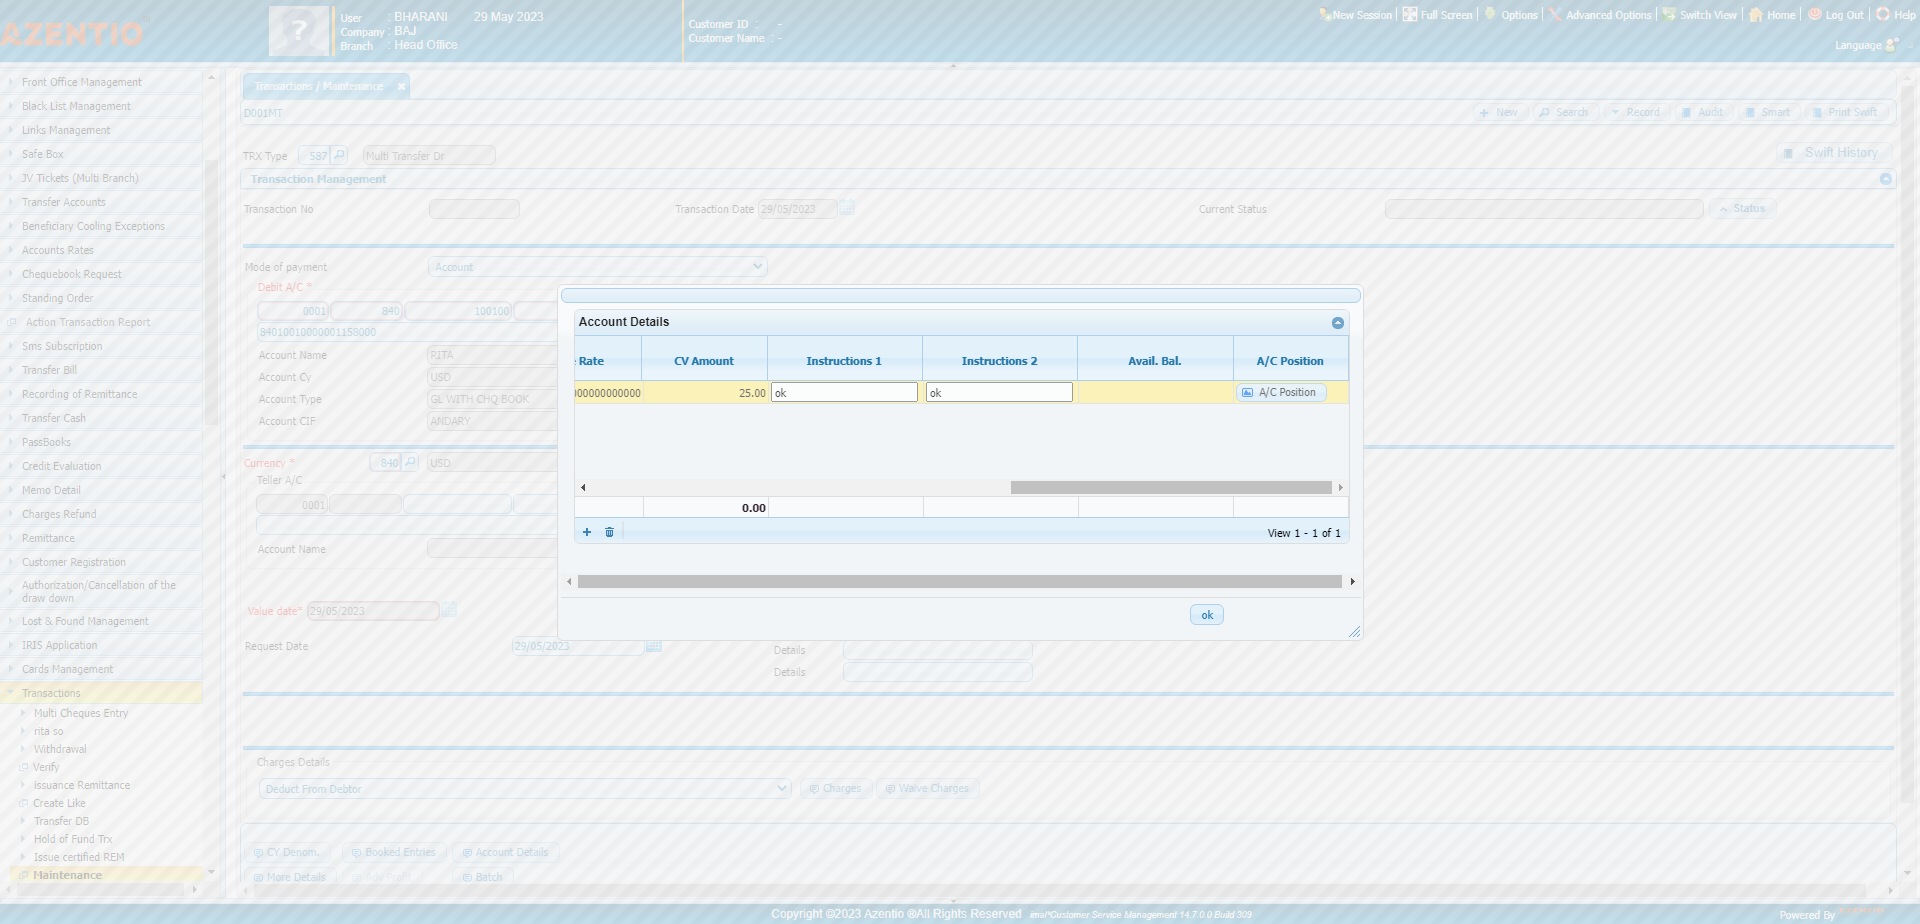 AZENTIO
User : BHARANI 29 May 2023
Company : BAJ
Branch : Head Office
Customer ID : -
Customer Name : -
New Session Full Screen Options Advanced Options Switch View Home Log Out Help
Language
Front Office Management
Black List Management
Links Management
Safe Box
JV Tickets (Multi Branch)
Transfer Accounts
Beneficiary Cooling Exceptions
Accounts Rates
Chequebook Request
Standing Order
Action Transaction Report
Sms Subscription
Transfer Bill
Recording of Remittance
Transfer Cash
PassBooks
Credit Evaluation
Memo Detail
Charges Refund
Remittance
Customer Registration
Authorization/Cancellation of the
draw down
Lost & Found Management
IRIS Application
Cards Management
Transactions
Multi Cheques Entry
rita so
Withdrawal
Verify
issuance Remittance
Create Like
Transfer DB
Hold of Fund Trx
Issue certified REM
Maintenance
Transactions / Maintenance
D001MT
New Search Record Audit Smart Print Swift
TRX Type 587 Multi Transfer Dr
Swift History
Transaction Management
Transaction No
Transaction Date 29/05/2023
Current Status
Status
Mode of payment Account
Debit A/C *
0001 840 100100
84010010000001158000
Account Name RITA
Account Cy USD
Account Type GL WITH CHQ BOOK
Account CIF ANDARY
Currency * 840 USD
Teller A/C
0001
Account Name
Value date* 29/05/2023
Request Date 29/05/2023
Details
Details
Account Details
Rate CV Amount Instructions 1 Instructions 2 Avail. Bal. A/C Position
000000000000 25.00 ok ok A/C Position
0.00
View 1 - 1 of 1
ok
Charges Details
Deduct From Debtor Charges Waive Charges
CY Denom. Booked Entries Account Details
More Details Adv Profit Batch
Copyright ©2023 Azentio ®All Rights Reserved imal*Customer Service Management 14.7.0.0 Build 309
Powered By